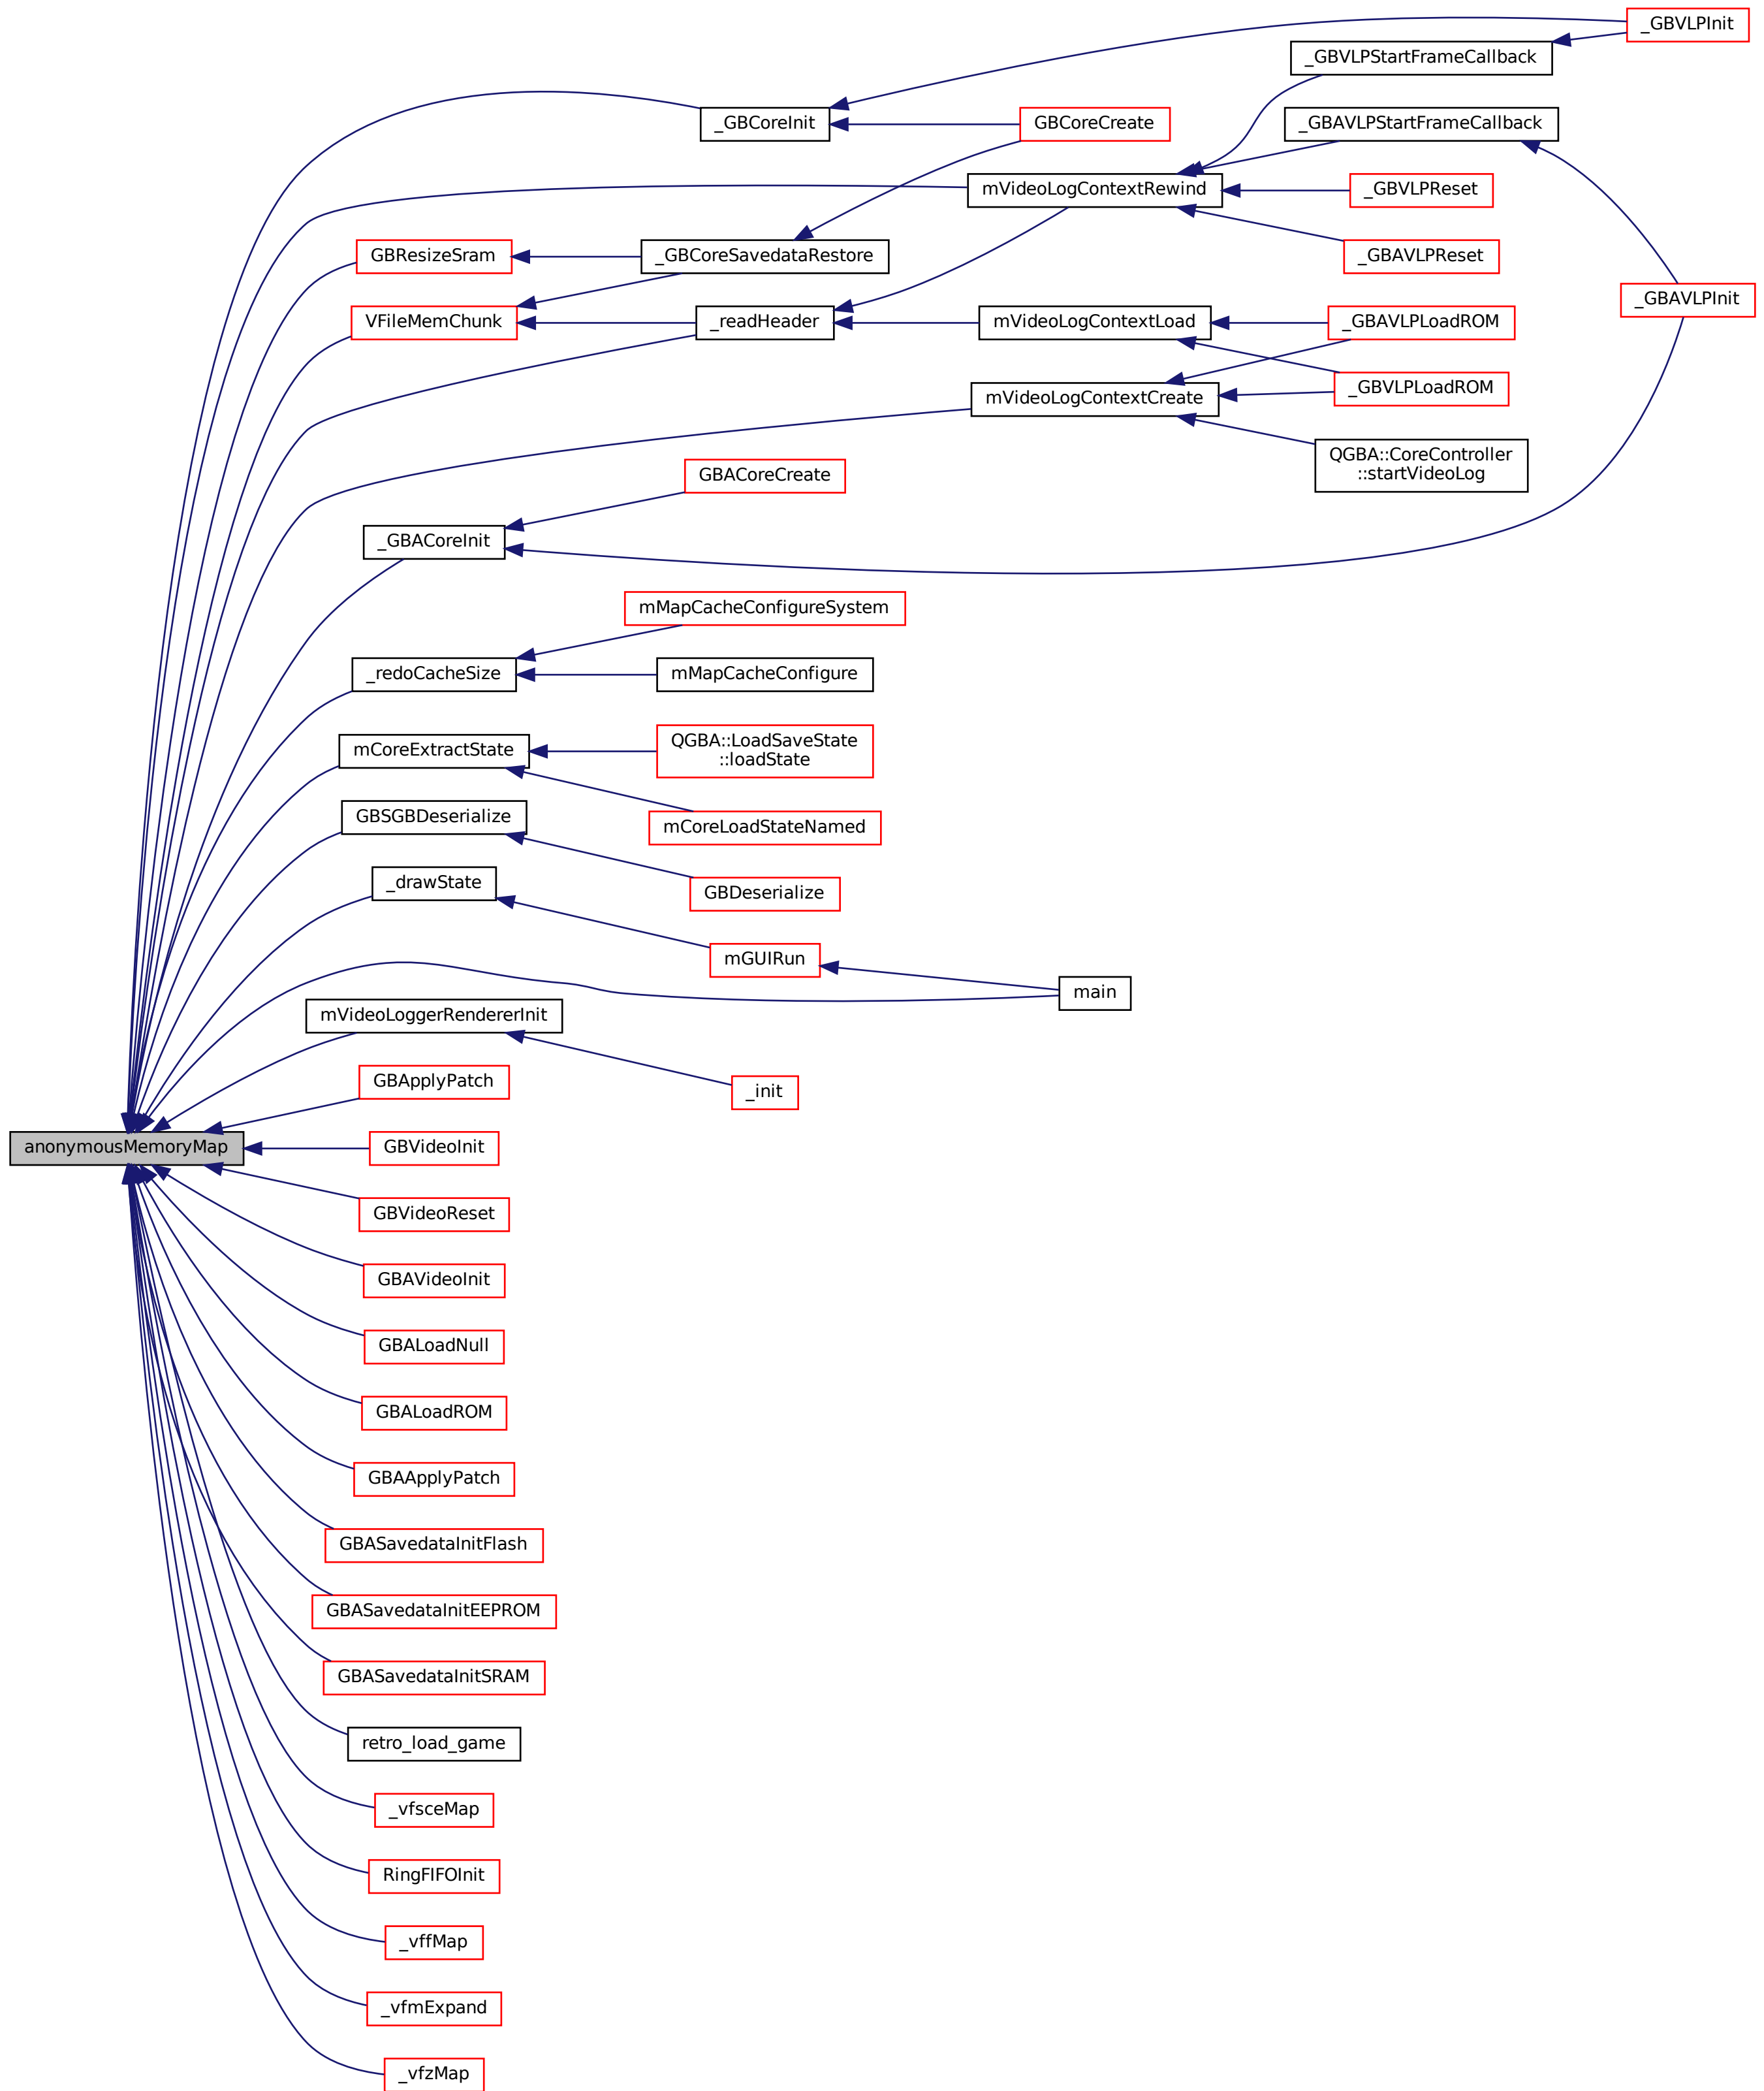 _GBVLPInit
_GBVLPStartFrameCallback
_GBCoreInit
GBCoreCreate
_GBAVLPStartFrameCallback
mVideoLogContextRewind
_GBVLPReset
GBResizeSram
_GBCoreSavedataRestore
_GBAVLPReset
_GBAVLPInit
VFileMemChunk
_readHeader
mVideoLogContextLoad
_GBAVLPLoadROM
mVideoLogContextCreate
_GBVLPLoadROM
QGBA::CoreController
::startVideoLog
GBACoreCreate
_GBACoreInit
mMapCacheConfigureSystem
_redoCacheSize
mMapCacheConfigure
mCoreExtractState
QGBA::LoadSaveState
::loadState
GBSGBDeserialize
mCoreLoadStateNamed
_drawState
GBDeserialize
mGUIRun
main
mVideoLoggerRendererInit
GBApplyPatch
_init
anonymousMemoryMap
GBVideoInit
GBVideoReset
GBAVideoInit
GBALoadNull
GBALoadROM
GBAApplyPatch
GBASavedataInitFlash
GBASavedataInitEEPROM
GBASavedataInitSRAM
retro_load_game
_vfsceMap
RingFIFOInit
_vffMap
_vfmExpand
_vfzMap